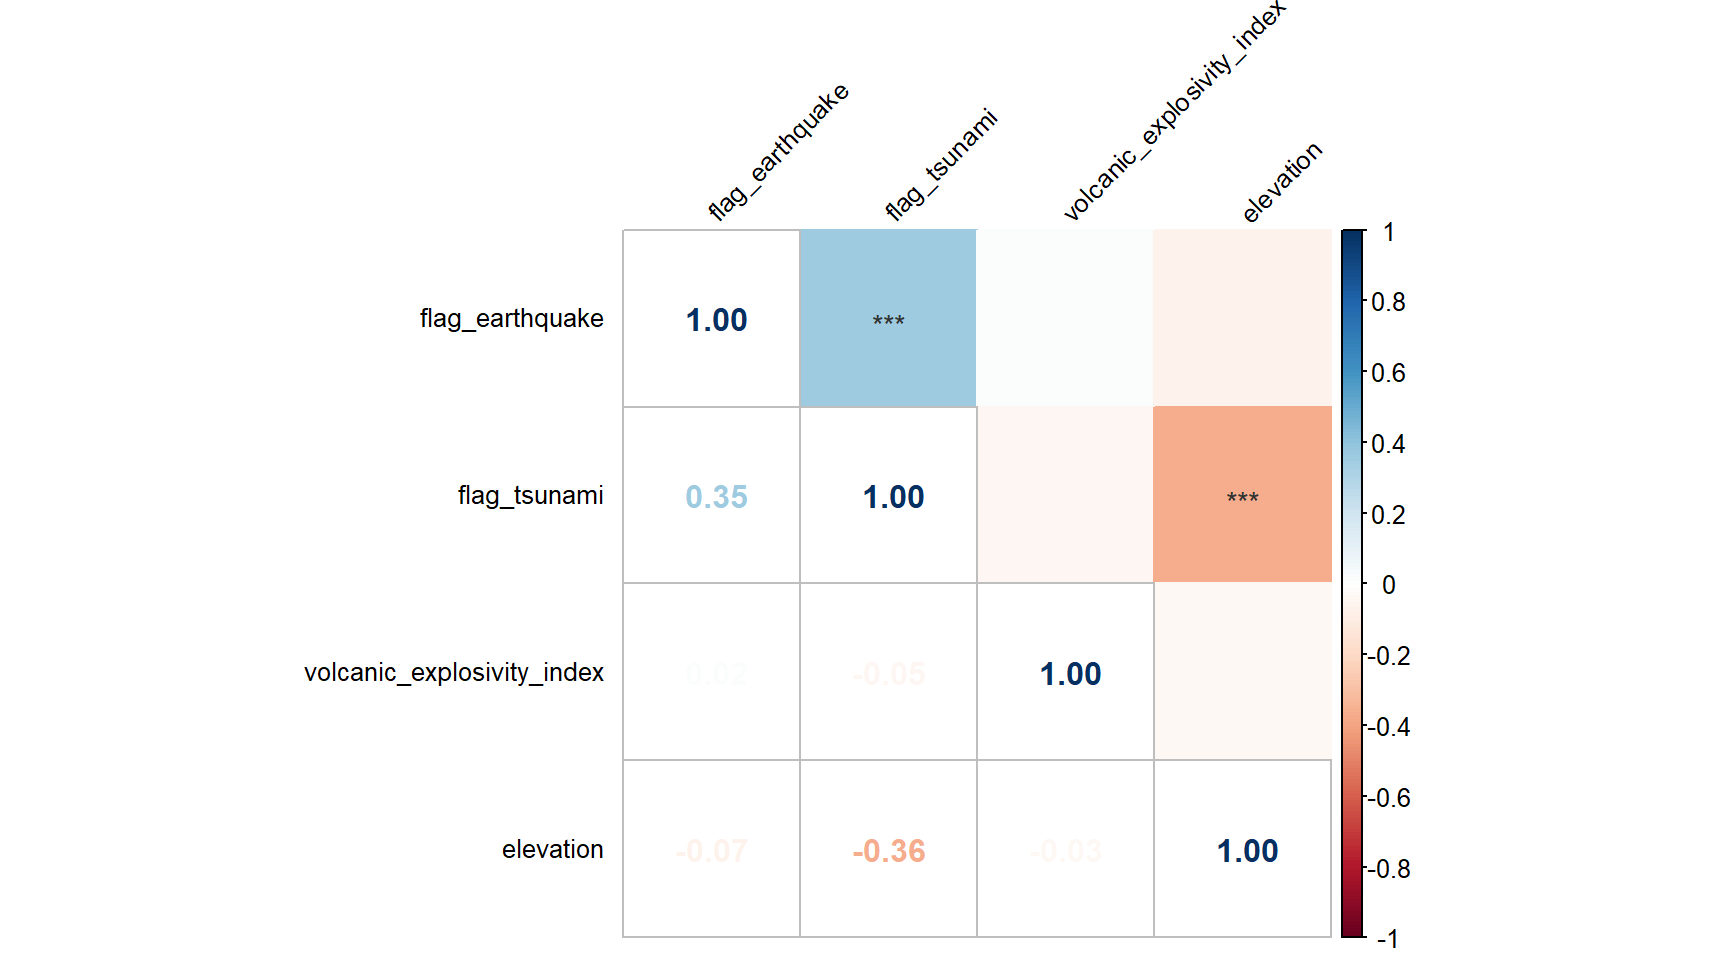 flag_earthquake
flag_tsunami
volcanic_explosivity_index
elevation
flag_earthquake 1.00 ***
flag_tsunami 0.35 1.00 ***
volcanic_explosivity_index 0.02 -0.05 1.00
elevation -0.07 -0.36 -0.03 1.00
1
0.8
0.6
0.4
0.2
0
-0.2
-0.4
-0.6
-0.8
-1